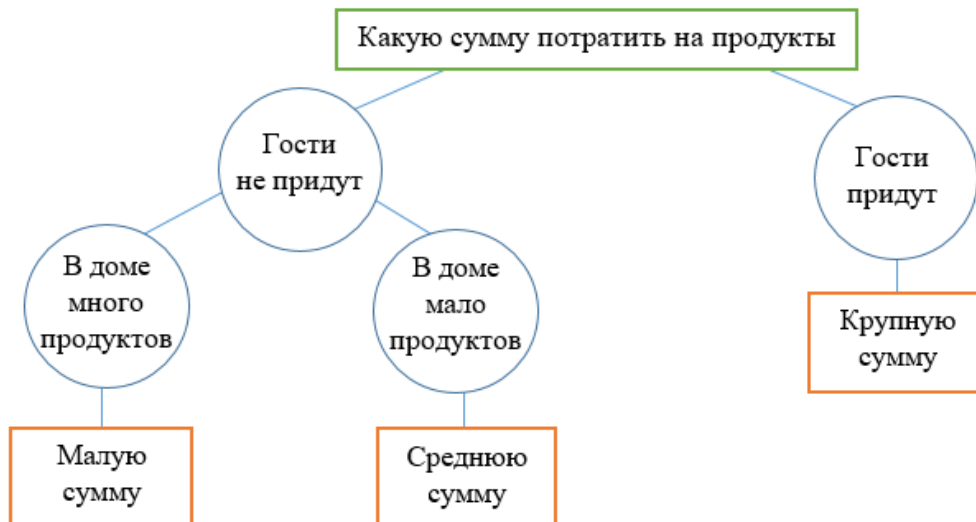 Какую сумму потратить на продукты
Гости
не придут
Гости
придут
В доме
много
продуктов
В доме
мало
продуктов
Крупную
сумму
Малую
сумму
Среднюю
сумму